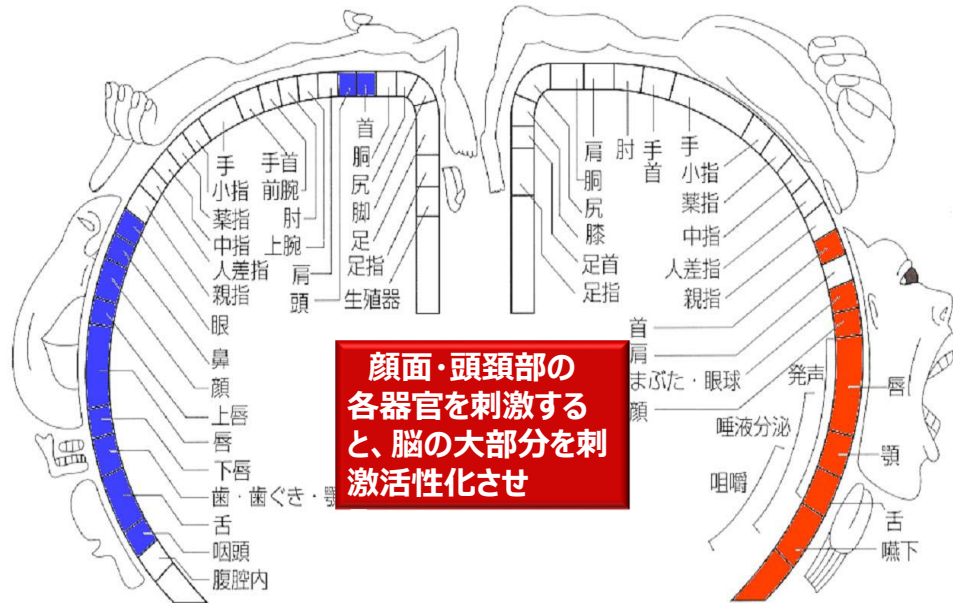 手
小指
薬指
中指
人差指
親指
眼
鼻
顔
上唇
唇
下唇
歯・歯ぐき・顎
舌
咽頭
腹腔内
手首
前腕
肘
上腕
肩
頭
首
胴
尻
脚
足
足指
生殖器
肩
胴
尻
膝
足首
足指
肘
手首
手
小指
薬指
中指
人差指
親指
首
肩
まぶた・眼球
顔
発声
唾液分泌
咀嚼
唇
顎
舌
嚥下
顔面・頭頚部の
各器官を刺激する
と、脳の大部分を刺
激活性化させ